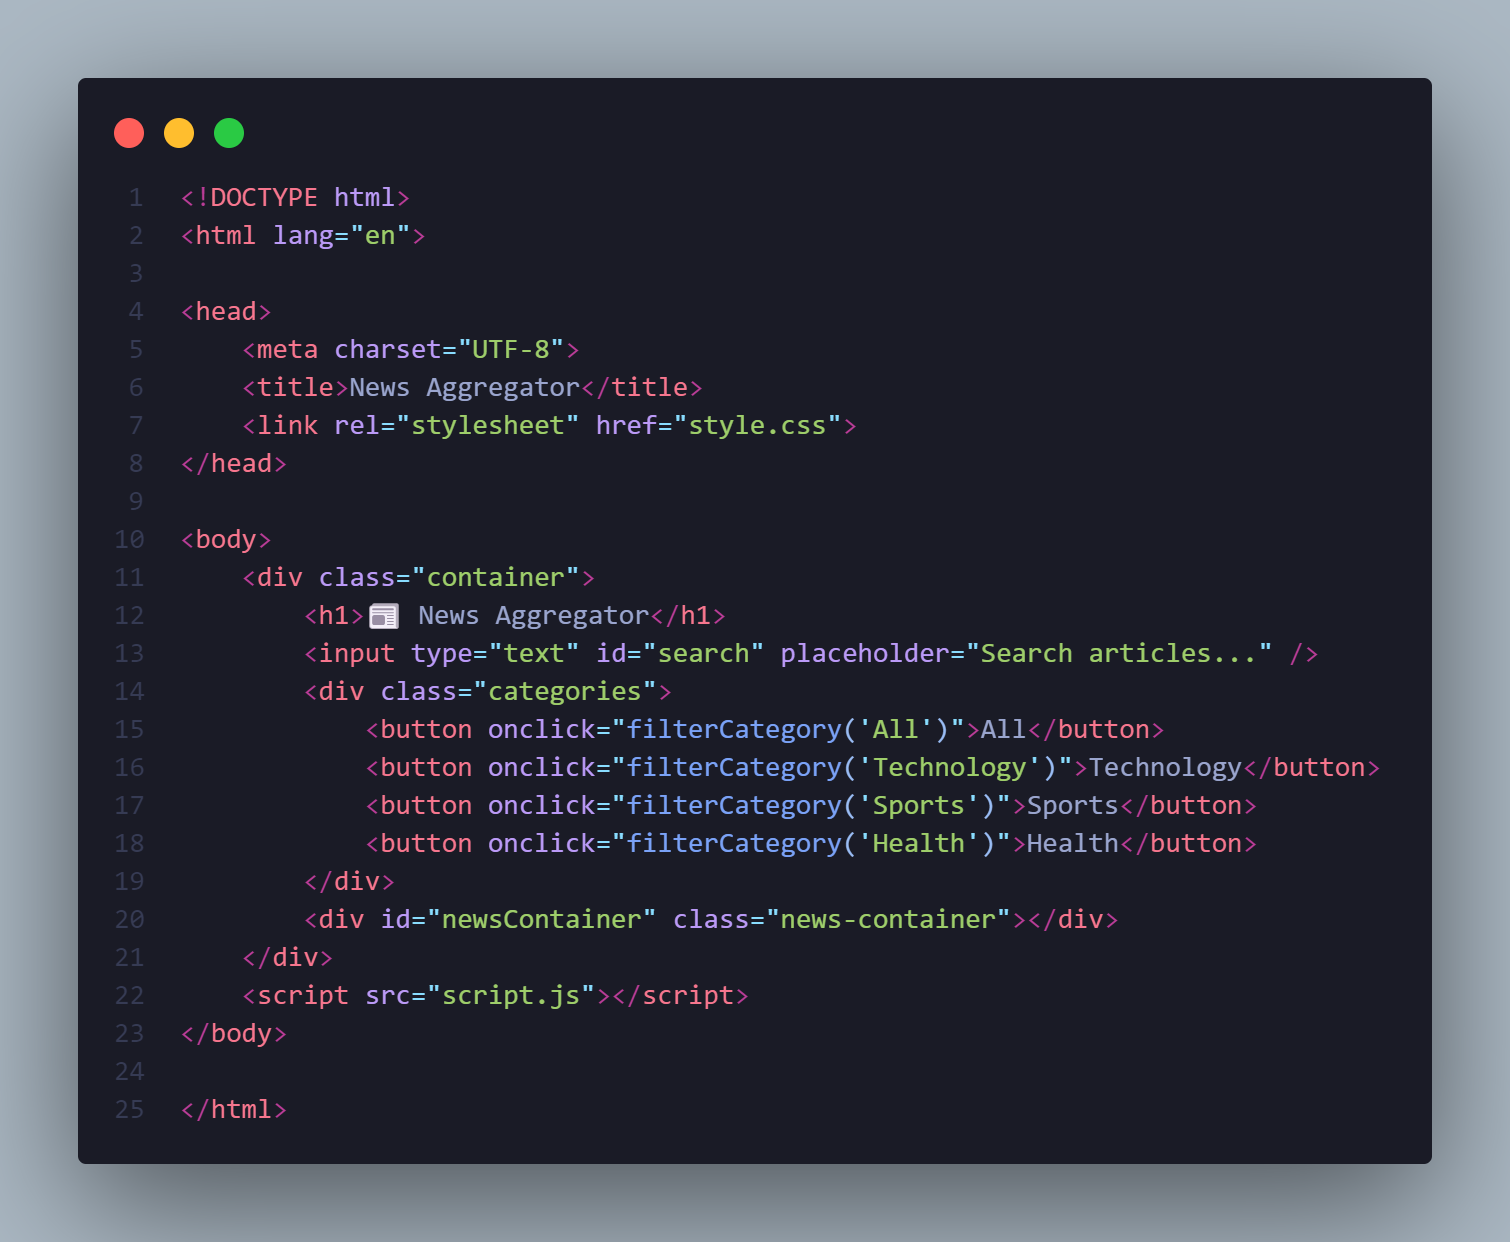 1 <!DOCTYPE html>
2 <html lang="en">
3
4 <head>
5     <meta charset="UTF-8">
6     <title>News Aggregator</title>
7     <link rel="stylesheet" href="style.css">
8 </head>
9
10 <body>
11     <div class="container">
12         <h1>📰 News Aggregator</h1>
13         <input type="text" id="search" placeholder="Search articles..." />
14         <div class="categories">
15             <button onclick="filterCategory('All')">All</button>
16             <button onclick="filterCategory('Technology')">Technology</button>
17             <button onclick="filterCategory('Sports')">Sports</button>
18             <button onclick="filterCategory('Health')">Health</button>
19         </div>
20         <div id="newsContainer" class="news-container"></div>
21     </div>
22     <script src="script.js"></script>
23 </body>
24
25 </html>